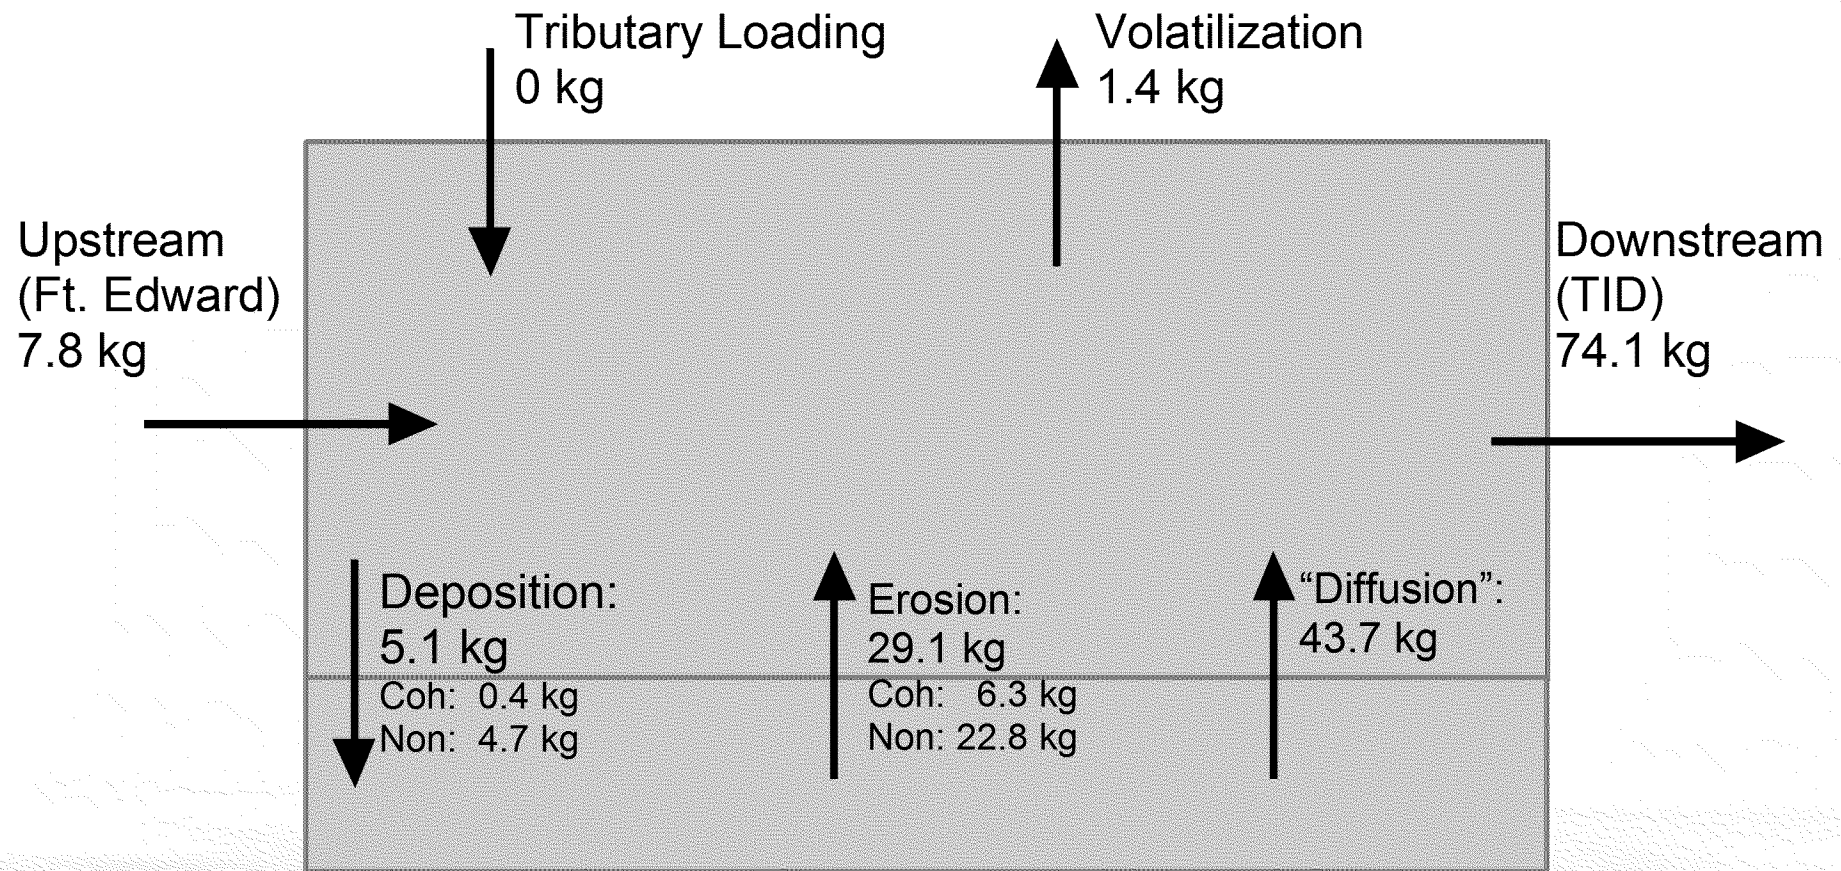 Tributary Loading
0 kg
Volatilization
1.4 kg
Upstream
(Ft. Edward)
7.8 kg
Downstream
(TID)
74.1 kg
Deposition:
5.1 kg
Coh: 0.4 kg
Non: 4.7 kg
Erosion:
29.1 kg
Coh: 6.3 kg
Non: 22.8 kg
“Diffusion”:
43.7 kg